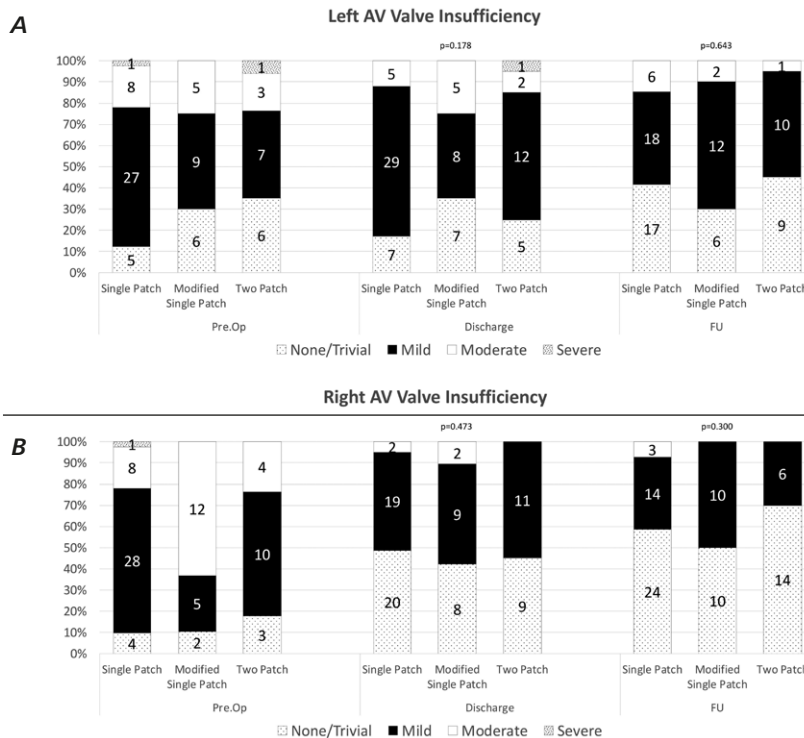 A
Left AV Valve Insufficiency
p=0.178 p=0.643
100% 1 1 1 1
90% 8 5 3 5 5 2 6 2
80%
70%
60% 27 9 7 29 8 12 18 12 10
50%
40%
30%
20% 5 6 6 7 7 5 17 6 9
10%
0%
Single Patch Modified Two Patch Single Patch Modified Two Patch Single Patch Modified Two Patch
Single Patch Single Patch Single Patch
Pre.Op Discharge FU
None/Trivial Mild Moderate Severe
Right AV Valve Insufficiency
B
p=0.473 p=0.300
100% 1 2 2 3
90% 8 12 4
80%
70%
60% 28 5 10 19 9 11 14 10 6
50%
40%
30%
20% 4 2 3 20 8 9 24 10 14
10%
0%
Single Patch Modified Two Patch Single Patch Modified Two Patch Single Patch Modified Two Patch
Single Patch Single Patch Single Patch
Pre.Op Discharge FU
None/Trivial Mild Moderate Severe